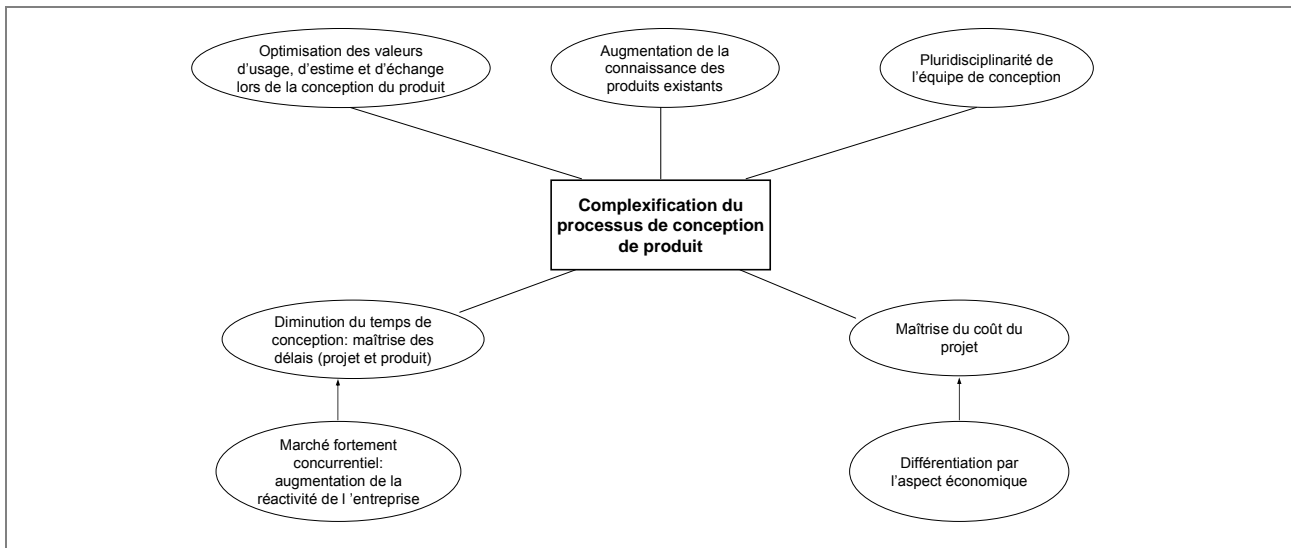 Optimisation des valeurs
d’usage, d’estime et d’échange
lors de la conception du produit
Augmentation de la
connaissance des
produits existants
Pluridisciplinarité de
l’équipe de conception
Complexification du
processus de conception
de produit
Diminution du temps de
conception: maîtrise des
délais (projet et produit)
Maîtrise du coût du
projet
Marché fortement
concurrentiel:
augmentation de la
réactivité de l ’entreprise
Différentiation par
l’aspect économique